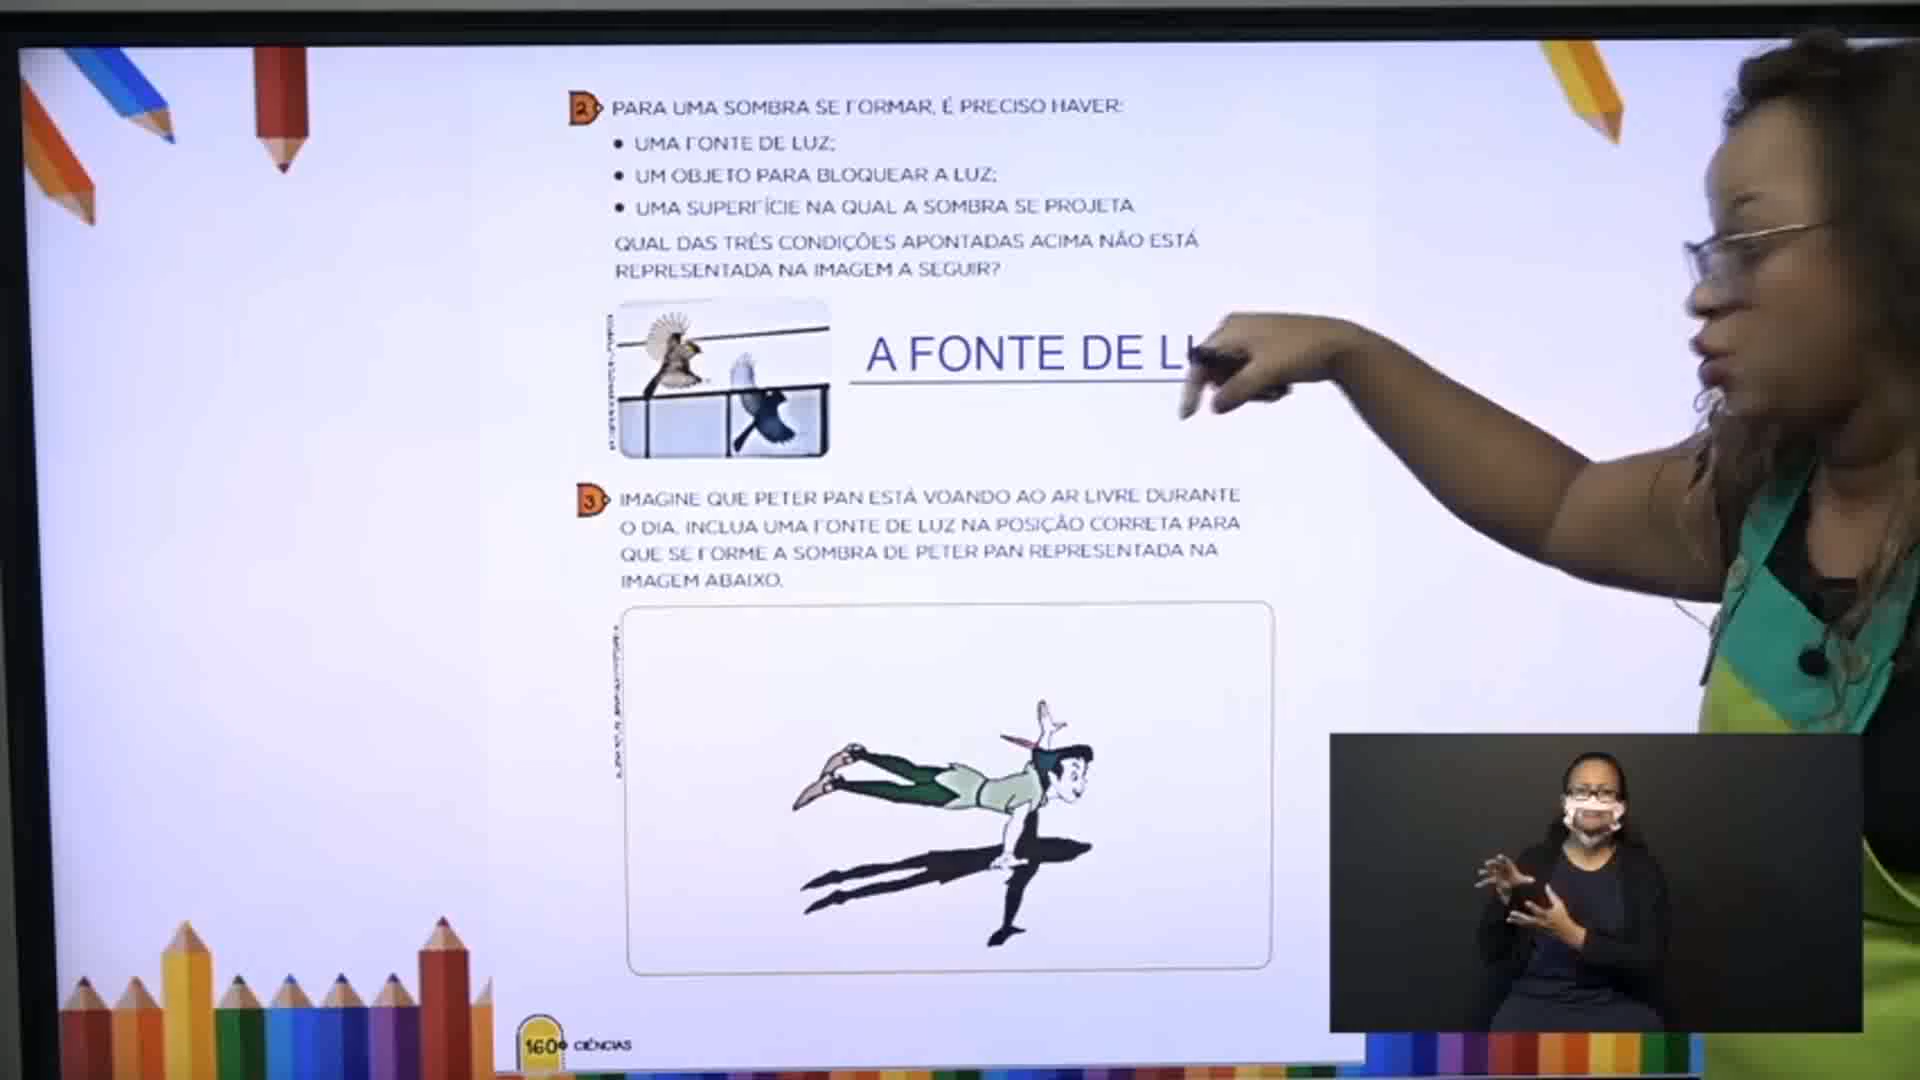 2 PARA UMA SOMBRA SE FORMAR, É PRECISO HAVER:
• UMA FONTE DE LUZ;
• UM OBJETO PARA BLOQUEAR A LUZ;
• UMA SUPERFÍCIE NA QUAL A SOMBRA SE PROJETA
QUAL DAS TRÊS CONDIÇÕES APONTADAS ACIMA NÃO ESTÁ
REPRESENTADA NA IMAGEM A SEGUIR?
A FONTE DE
3 IMAGINE QUE PETER PAN ESTÁ VOANDO AO AR LIVRE DURANTE
O DIA. INCLUA UMA FONTE DE LUZ NA POSIÇÃO CORRETA PARA
QUE SE FORME A SOMBRA DE PETER PAN REPRESENTADA NA
IMAGEM ABAIXO.
160 CIÊNCIAS